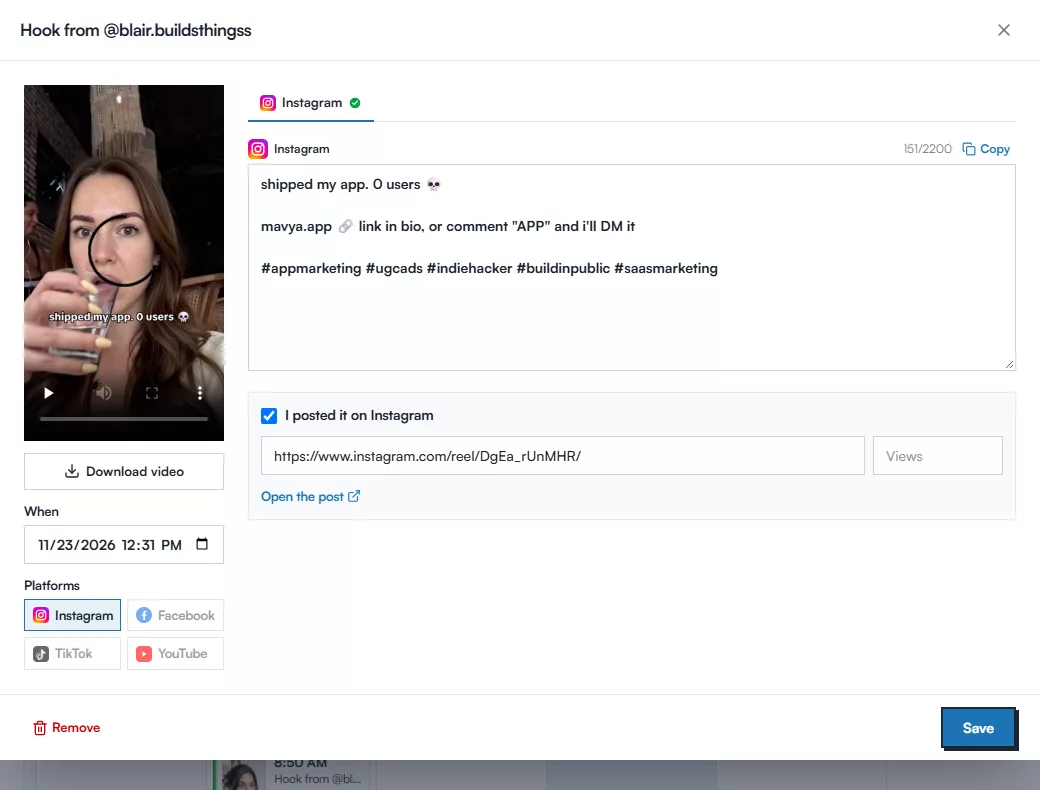 Hook from @blair.buildsthingss
Instagram
Instagram
151/2200
Copy
shipped my app. 0 users 💀
mavya.app 🔗 link in bio, or comment "APP" and i'll DM it
#appmarketing #ugcads #indiehacker #buildinpublic #saasmarketing
shipped my app. 0 users 💀
I posted it on Instagram
https://www.instagram.com/reel/DgEa_rUnMHR/
Views
Open the post
Download video
When
11/23/2026 12:31 PM
Platforms
Instagram
Facebook
TikTok
YouTube
Remove
Save
8:50 AM
Hook from @bl...